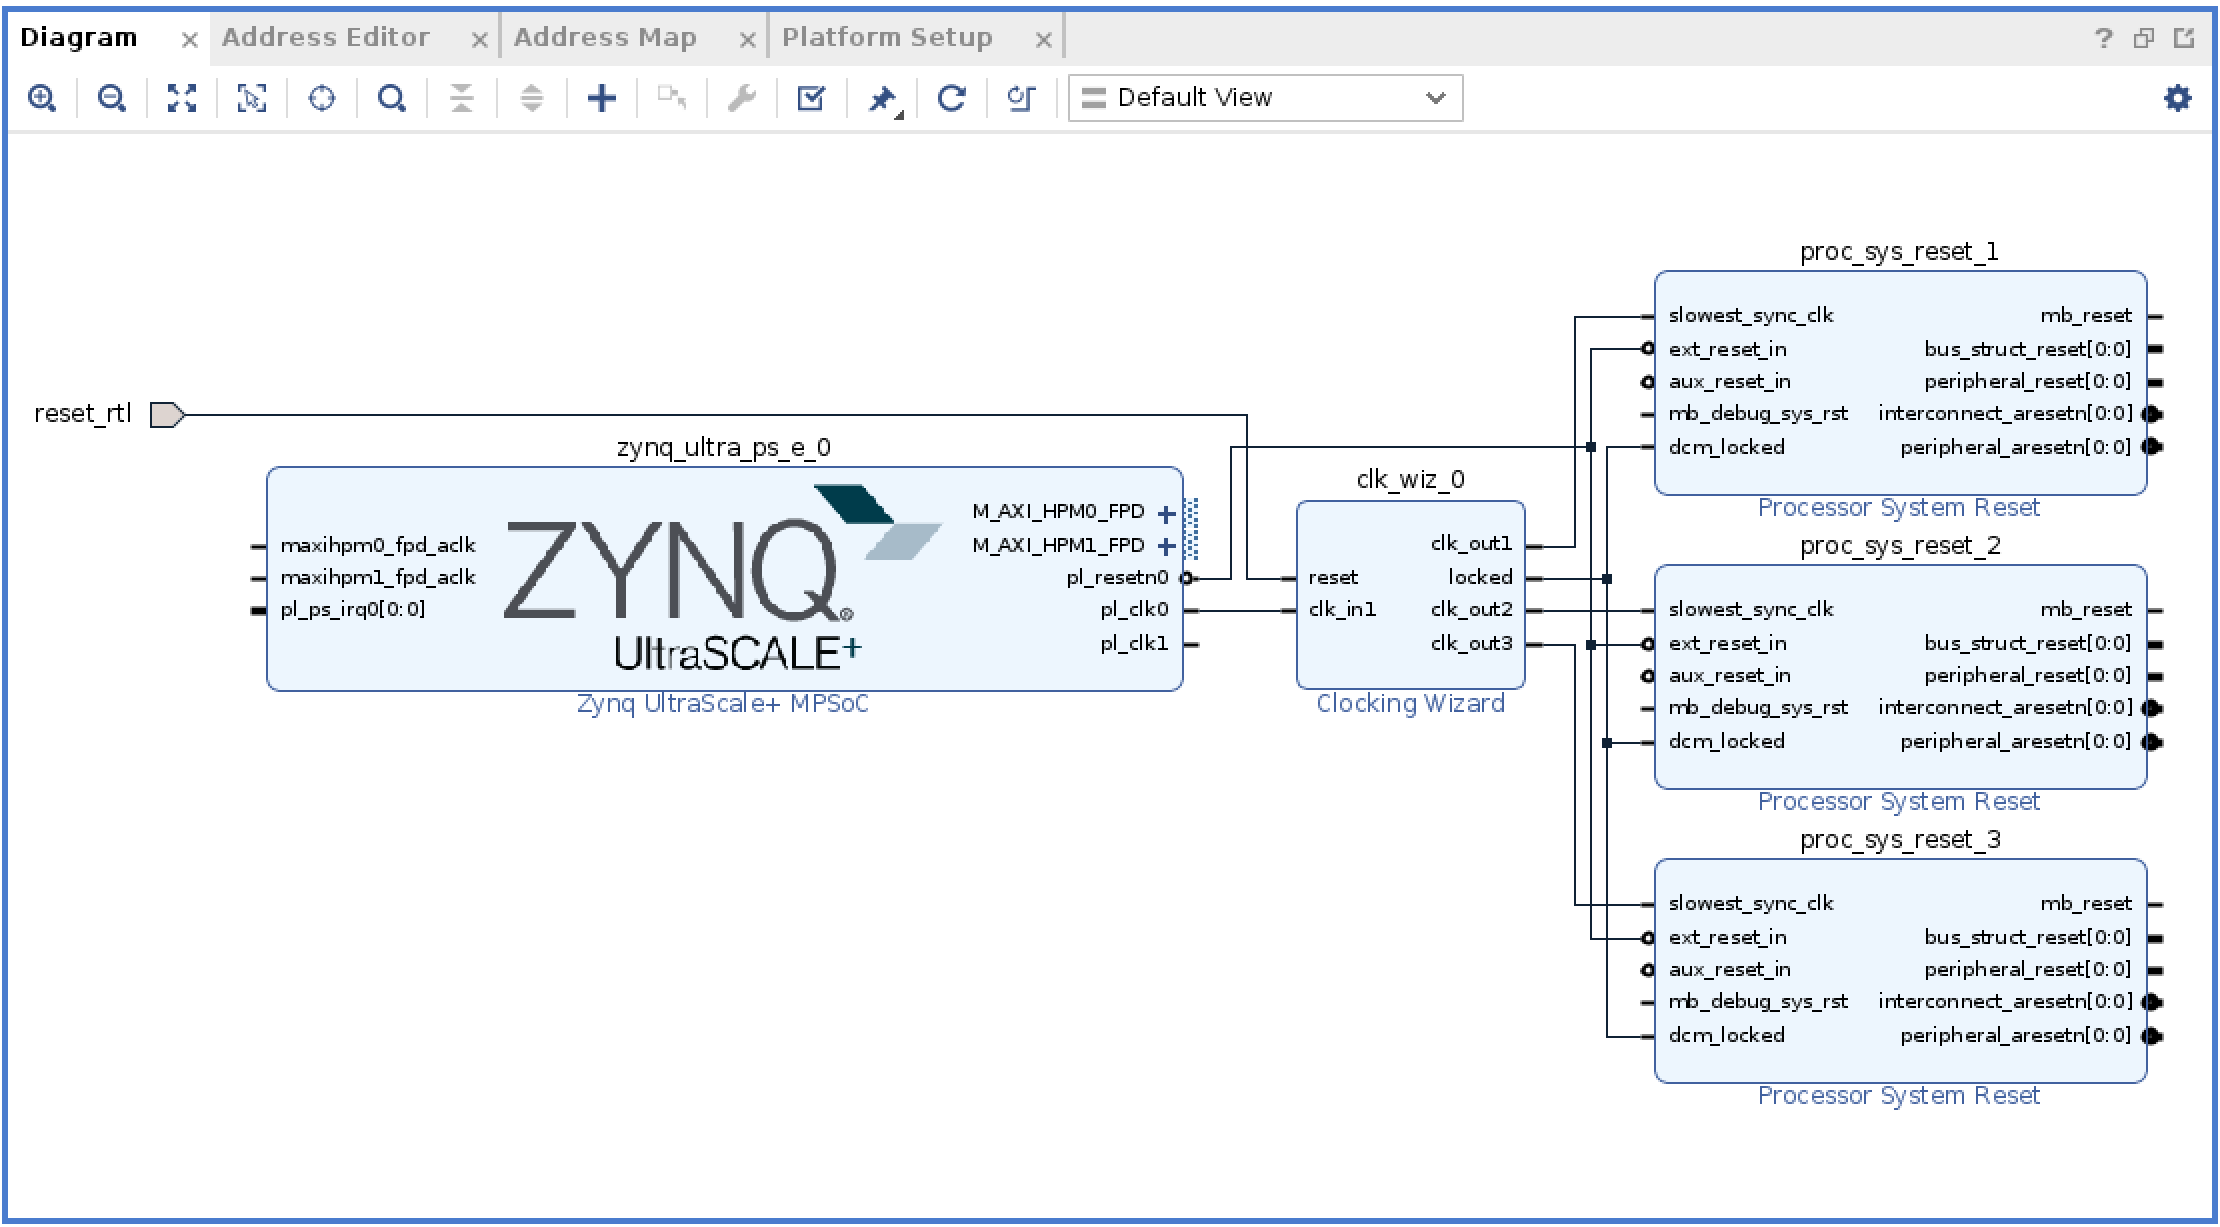 Diagram Address Editor Address Map Platform Setup ?
Default View
reset_rtl
zynq_ultra_ps_e_0
ZYNQ®
UltraSCALE+
maxihpm0_fpd_aclk
maxihpm1_fpd_aclk
pl_ps_irq0[0:0]
M_AXI_HPM0_FPD
M_AXI_HPM1_FPD
pl_resetn0
pl_clk0
pl_clk1
Zynq UltraScale+ MPSoC
clk_wiz_0
reset
clk_in1
clk_out1
locked
clk_out2
clk_out3
Clocking Wizard
proc_sys_reset_1
slowest_sync_clk mb_reset
ext_reset_in bus_struct_reset[0:0]
aux_reset_in peripheral_reset[0:0]
mb_debug_sys_rst interconnect_aresetn[0:0]
dcm_locked peripheral_aresetn[0:0]
Processor System Reset
proc_sys_reset_2
slowest_sync_clk mb_reset
ext_reset_in bus_struct_reset[0:0]
aux_reset_in peripheral_reset[0:0]
mb_debug_sys_rst interconnect_aresetn[0:0]
dcm_locked peripheral_aresetn[0:0]
Processor System Reset
proc_sys_reset_3
slowest_sync_clk mb_reset
ext_reset_in bus_struct_reset[0:0]
aux_reset_in peripheral_reset[0:0]
mb_debug_sys_rst interconnect_aresetn[0:0]
dcm_locked peripheral_aresetn[0:0]
Processor System Reset